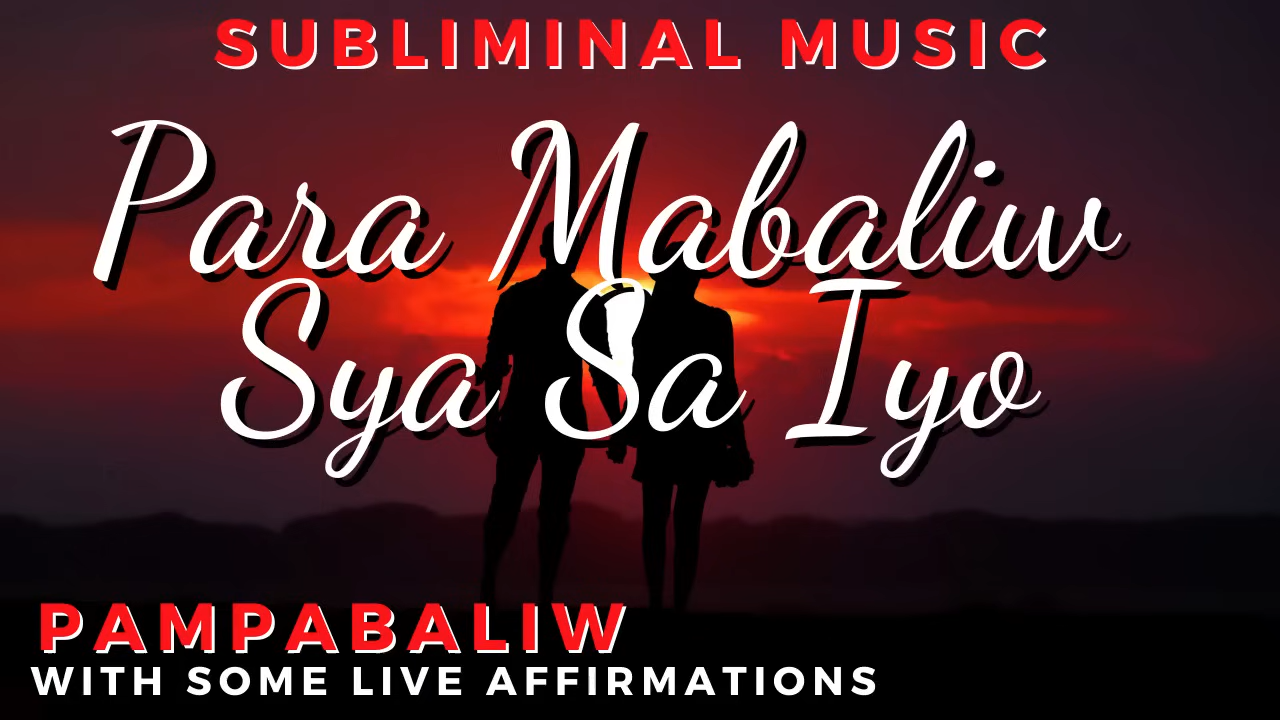 SUBLIMINAL MUSIC
Para Mabaliw
Sya Sa Iyo
PAMPABALIW
WITH SOME LIVE AFFIRMATIONS